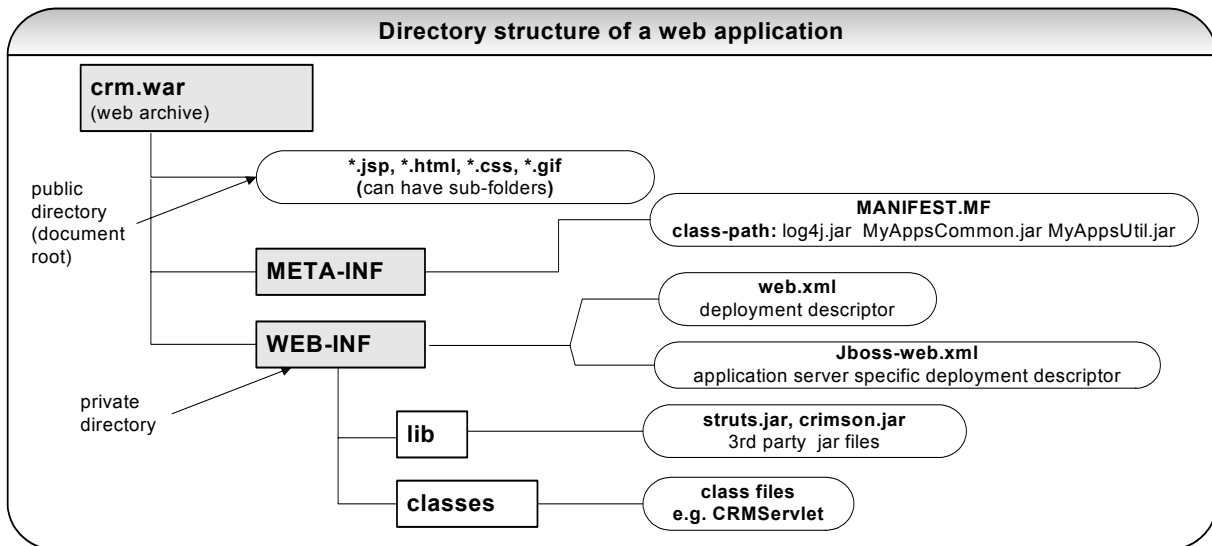 Directory structure of a web application
crm.war
(web archive)
*.jsp, *.html, *.css, *.gif
(can have sub-folders)
public
directory
(document
root)
MANIFEST.MF
class-path: log4j.jar MyAppsCommon.jar MyAppsUtil.jar
META-INF
web.xml
deployment descriptor
WEB-INF
Jboss-web.xml
application server specific deployment descriptor
private
directory
lib
struts.jar, crimson.jar
3rd party jar files
classes
class files
e.g. CRMServlet